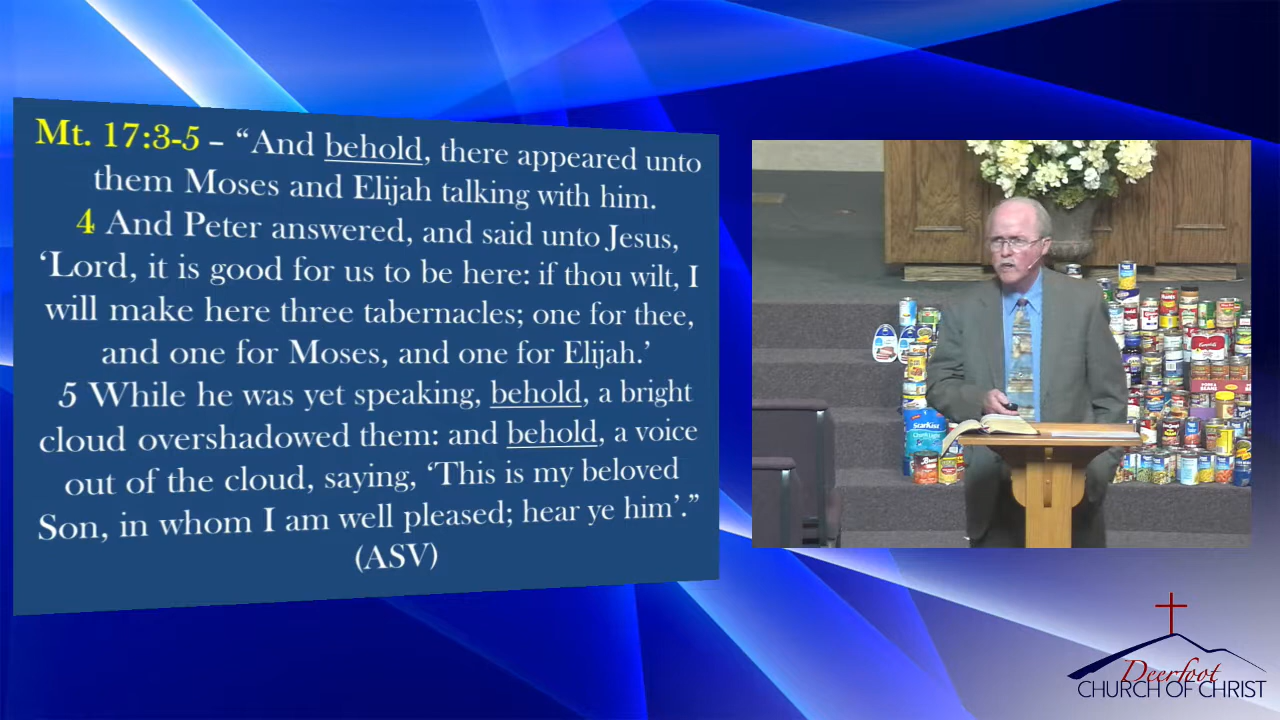 Mt. 17:3-5 – “And behold, there appeared unto
them Moses and Elijah talking with him.
4 And Peter answered, and said unto Jesus,
‘Lord, it is good for us to be here: if thou wilt, I
will make here three tabernacles; one for thee,
and one for Moses, and one for Elijah.’
5 While he was yet speaking, behold, a bright
cloud overshadowed them: and behold, a voice
out of the cloud, saying, ‘This is my beloved
Son, in whom I am well pleased; hear ye him’.”
(ASV)
StarKist
Deerfoot
CHURCH OF CHRIST